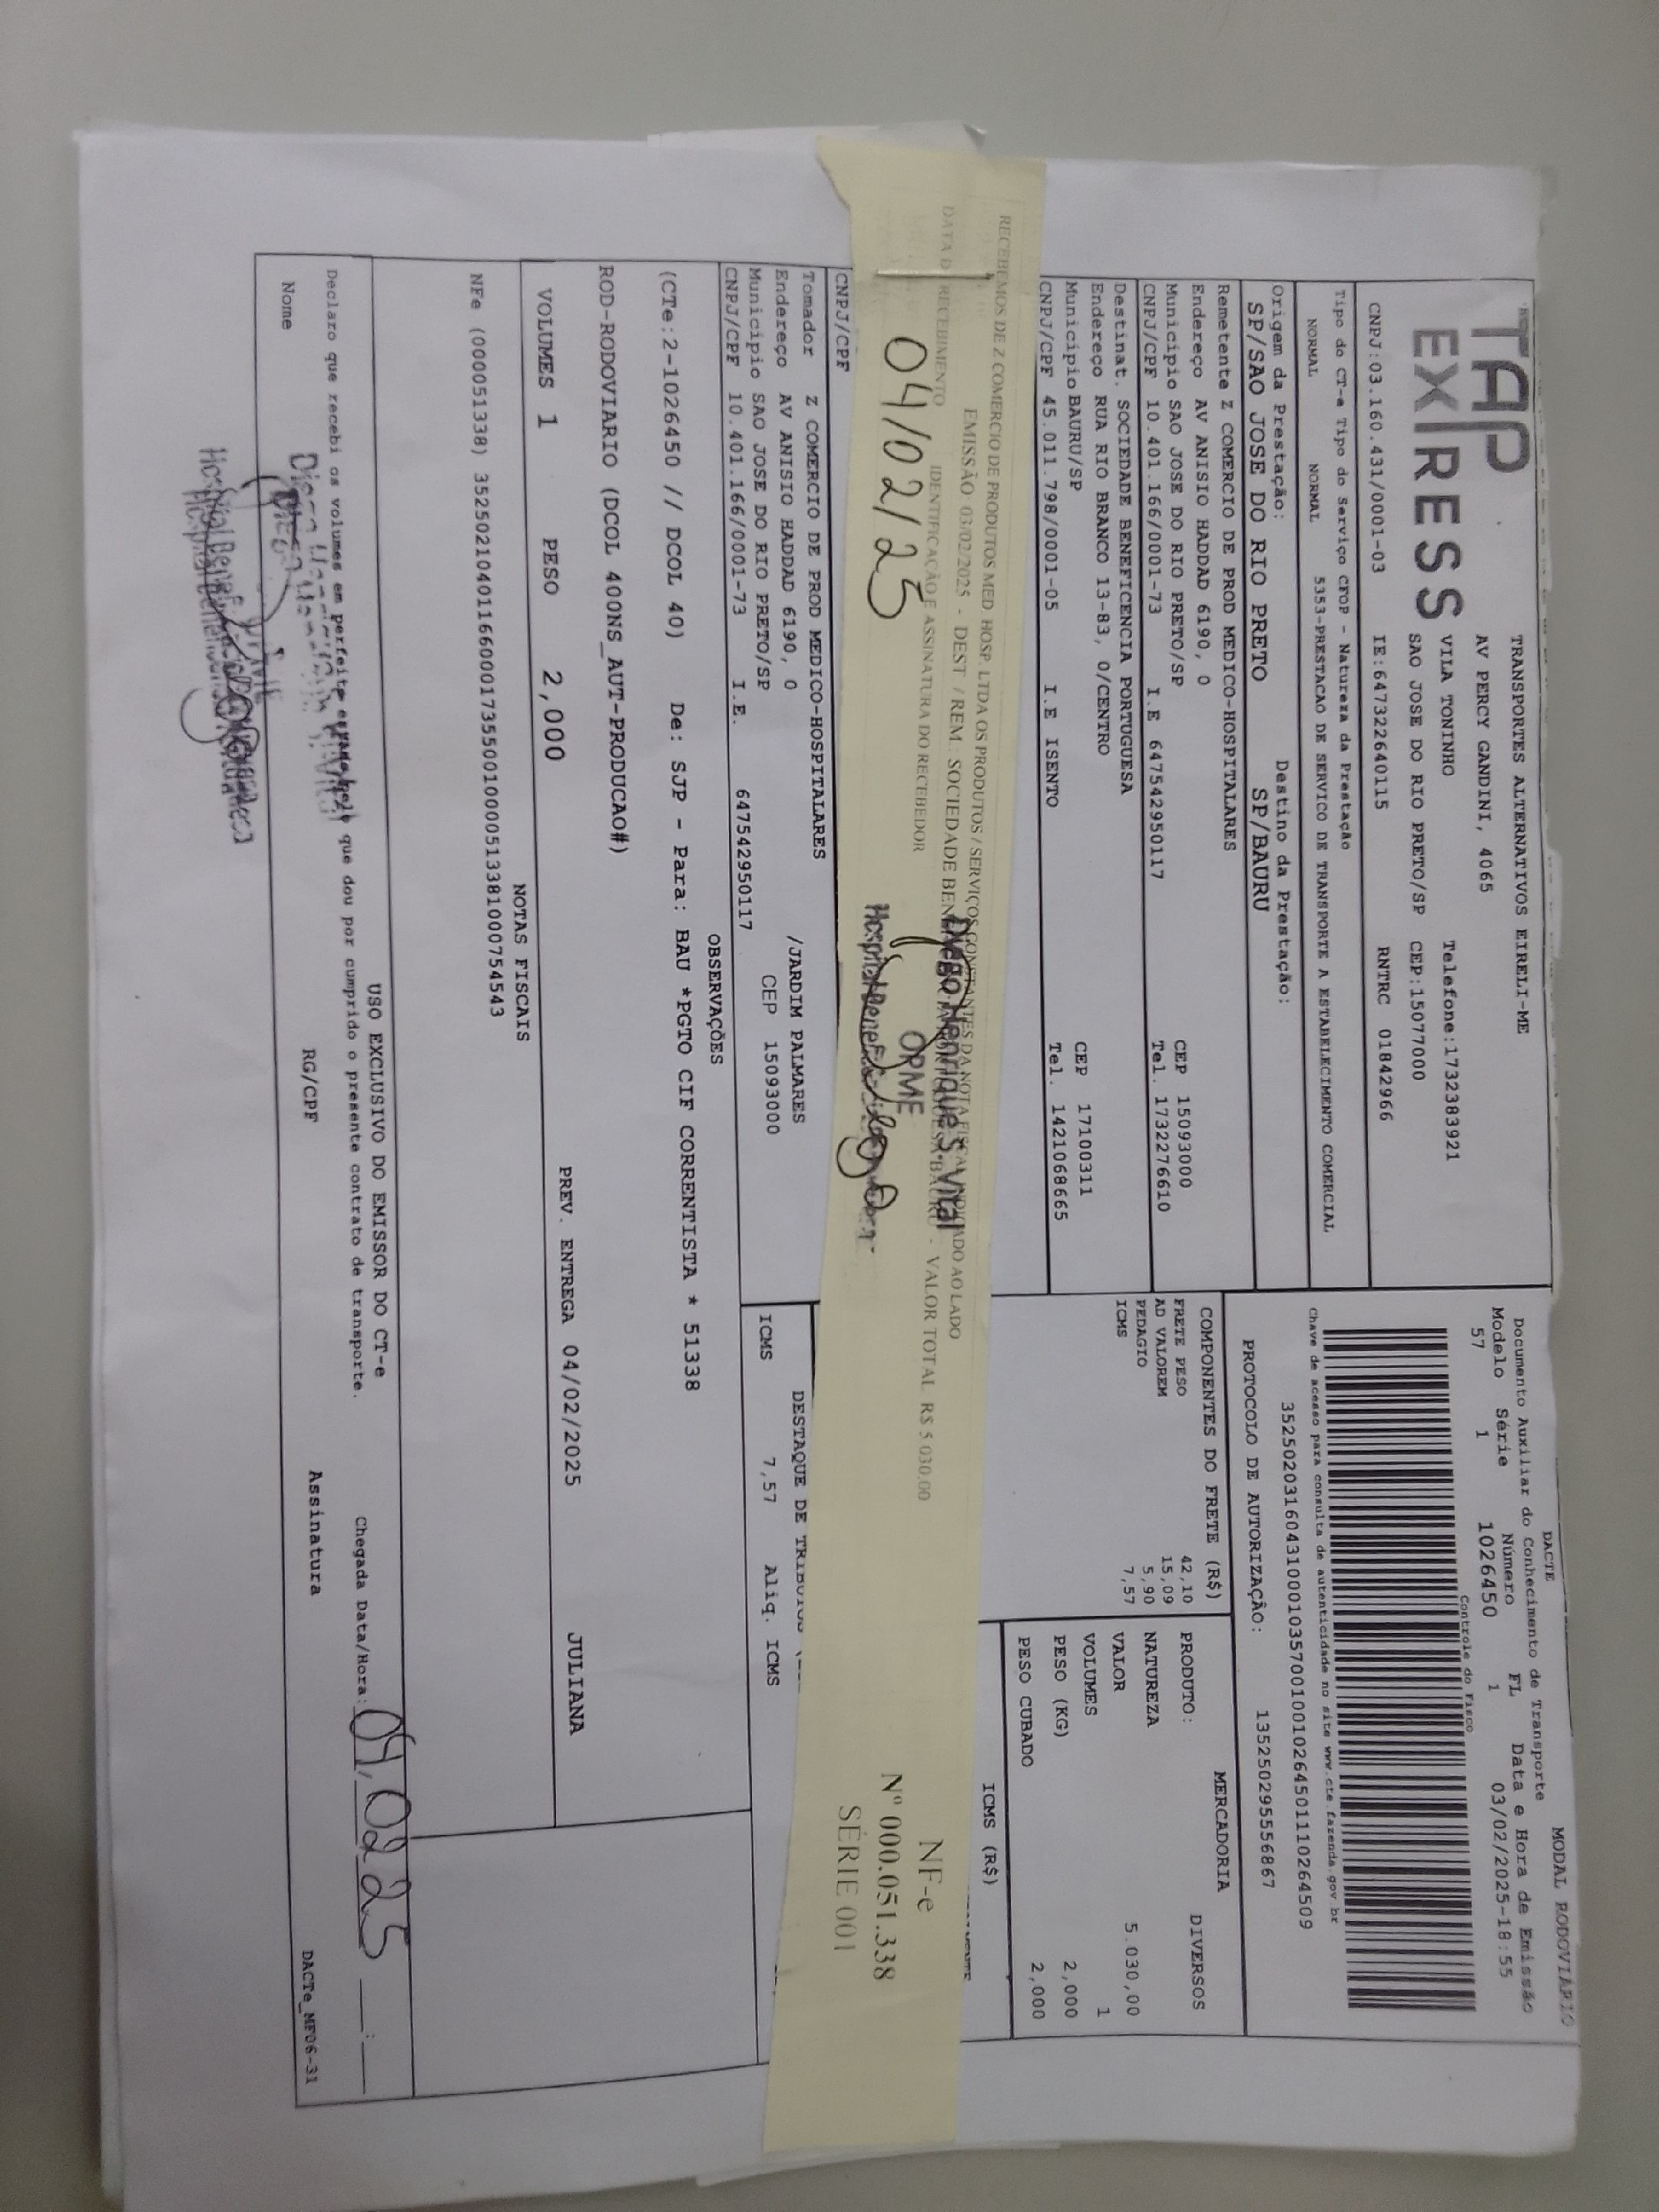 TAP
EXPRESS
TRANSPORTES ALTERNATIVOS EIRELI-ME
AV PERCY GANDINI, 4065
VILA TONINHO Telefone:1732383921
SAO JOSE DO RIO PRETO/SP CEP:15077000
CNPJ:03.160.431/0001-03 IE:647322640115 RNTRC 01842966
Tipo do CT-e Tipo do Serviço CFOP - Natureza da Prestação
NORMAL NORMAL 5353-PRESTACAO DE SERVICO DE TRANSPORTE A ESTABELECIMENTO COMERCIAL
Origem da Prestação: Destino da Prestação:
SP/SAO JOSE DO RIO PRETO SP/BAURU
Remetente Z COMERCIO DE PROD MEDICO-HOSPITALARES
Endereço AV ANISIO HADDAD 6190, 0 CEP 15093000
Municipio SAO JOSE DO RIO PRETO/SP Tel. 1732276610
CNPJ/CPF 10.401.166/0001-73 I.E 647542950117
Destinat. SOCIEDADE BENEFICENCIA PORTUGUESA
Endereço RUA RIO BRANCO 13-83, 0/CENTRO
Municipio BAURU/SP CEP 17100311
CNPJ/CPF 45.011.798/0001-05 I.E ISENTO Tel. 1421068665
MODAL RODOVIÁRIO
DACTE
Documento Auxiliar do Conhecimento de Transporte
Modelo Série Número FL Data e Hora de Emissão
57 1 1026450 1 03/02/2025-18:55
Controle do Fisco
Chave de acesso para consulta de autenticidade no site www.cte.fazenda.gov.br
35250203160431000103570010010264501110264509
PROTOCOLO DE AUTORIZAÇÃO: 135250295556867
COMPONENTES DO FRETE (R$)
FRETE PESO 42,10
AD VALOREM 15,09
PEDAGIO 5,90
ICMS 7,57
MERCADORIA
PRODUTO: DIVERSOS
NATUREZA
VALOR 5.030,00
VOLUMES 1
PESO (KG) 2,000
PESO CUBADO 2,000
ICMS (R$)
RECEBEMOS DE Z COMERCIO DE PRODUTOS MED. HOSP. LTDA OS PRODUTOS / SERVIÇOS CONSTANTES DA NOTA FISCAL INDICADO AO LADO
EMISSÃO: 03/02/2025 - DEST. / REM.: SOCIEDADE BENEFICENCIA PORTUGUESA BAURU - VALOR TOTAL: R$ 5.030,00
DATA D RECEBIMENTO IDENTIFICAÇÃO E ASSINATURA DO RECEBEDOR
04/02/25
Diego Henrique S. Vital
OPME
NF-e
Nº 000.051.338
SÉRIE 001
CNPJ/CPF
Tomador Z COMERCIO DE PROD MEDICO-HOSPITALARES
Endereço AV ANISIO HADDAD 6190, 0 /JARDIM PALMARES
Municipio SAO JOSE DO RIO PRETO/SP CEP 15093000
CNPJ/CPF 10.401.166/0001-73 I.E. 647542950117
DESTAQUE DE
ICMS 7,57 Aliq. ICMS
OBSERVAÇÕES
(CTe:2-1026450 // DCOL 40) De: SJP - Para: BAU *PGTO CIF CORRENTISTA * 51338
ROD-RODOVIARIO (DCOL 400NS_AUT-PRODUCAO#)
VOLUMES 1 PESO 2,000 PREV. ENTREGA 04/02/2025 JULIANA
NOTAS FISCAIS
NFe (000051338) 35250210401166000173550010000513381000754543
USO EXCLUSIVO DO EMISSOR DO CT-e
Declaro que recebi os volumes em perfeito que dou por cumprido o presente contrato de transporte.
Chegada Data/Hora: 04,02,25 __:__
Nome RG/CPF Assinatura
DACTe_MF06-31